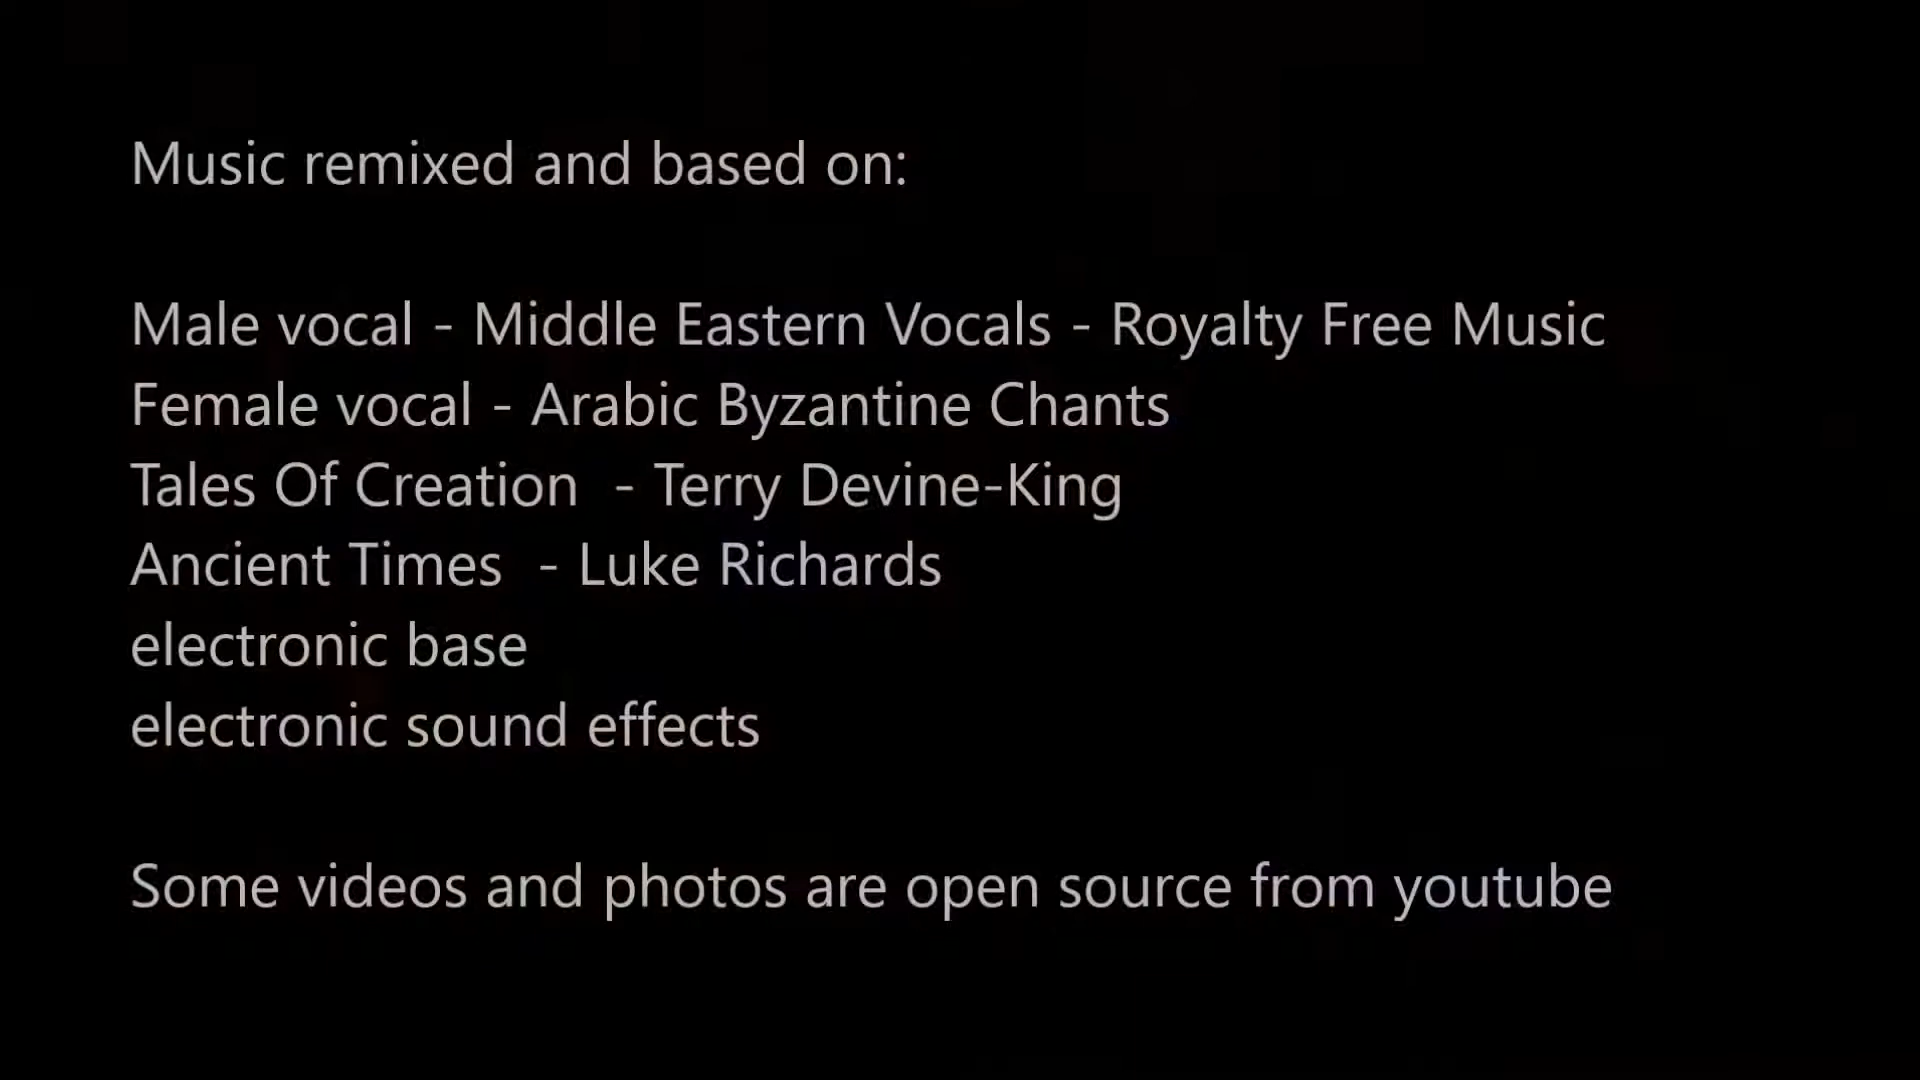 Music remixed and based on:
Male vocal - Middle Eastern Vocals - Royalty Free Music
Female vocal - Arabic Byzantine Chants
Tales Of Creation  - Terry Devine-King
Ancient Times  - Luke Richards
electronic base
electronic sound effects
Some videos and photos are open source from youtube